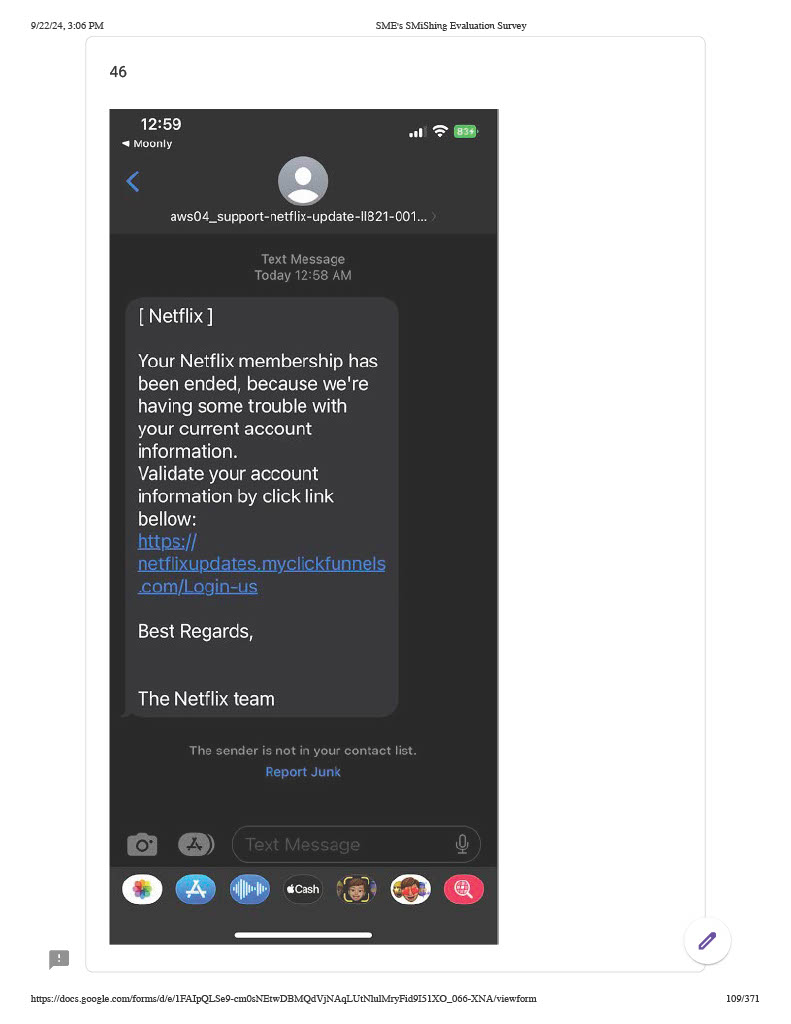 9/22/24, 3:06 PM
SME's SMiShing Evaluation Survey
46
12:59
83
◄ Moonly
aws04_support-netflix-update-ll821-001...
Text Message
Today 12:58 AM
[ Netflix ]
Your Netflix membership has
been ended, because we're
having some trouble with
your current account
information.
Validate your account
information by click link
bellow:
https://
netflixupdates.myclickfunnels
.com/Login-us
Best Regards,
The Netflix team
The sender is not in your contact list.
Report Junk
Text Message
Cash
https://docs.google.com/forms/d/e/1FAIpQLSe9-cm0sNEtwDBMQdVjNAqLUtNlulMryFid9I51XO_066-XNA/viewform
109/371